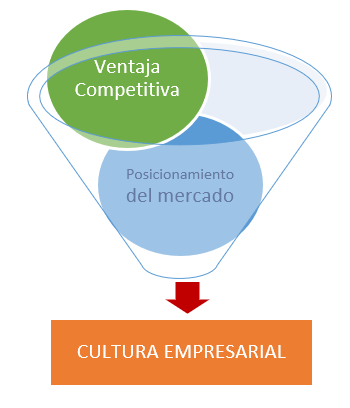 Ventaja
Competitiva
Posicionamiento
del mercado
CULTURA EMPRESARIAL